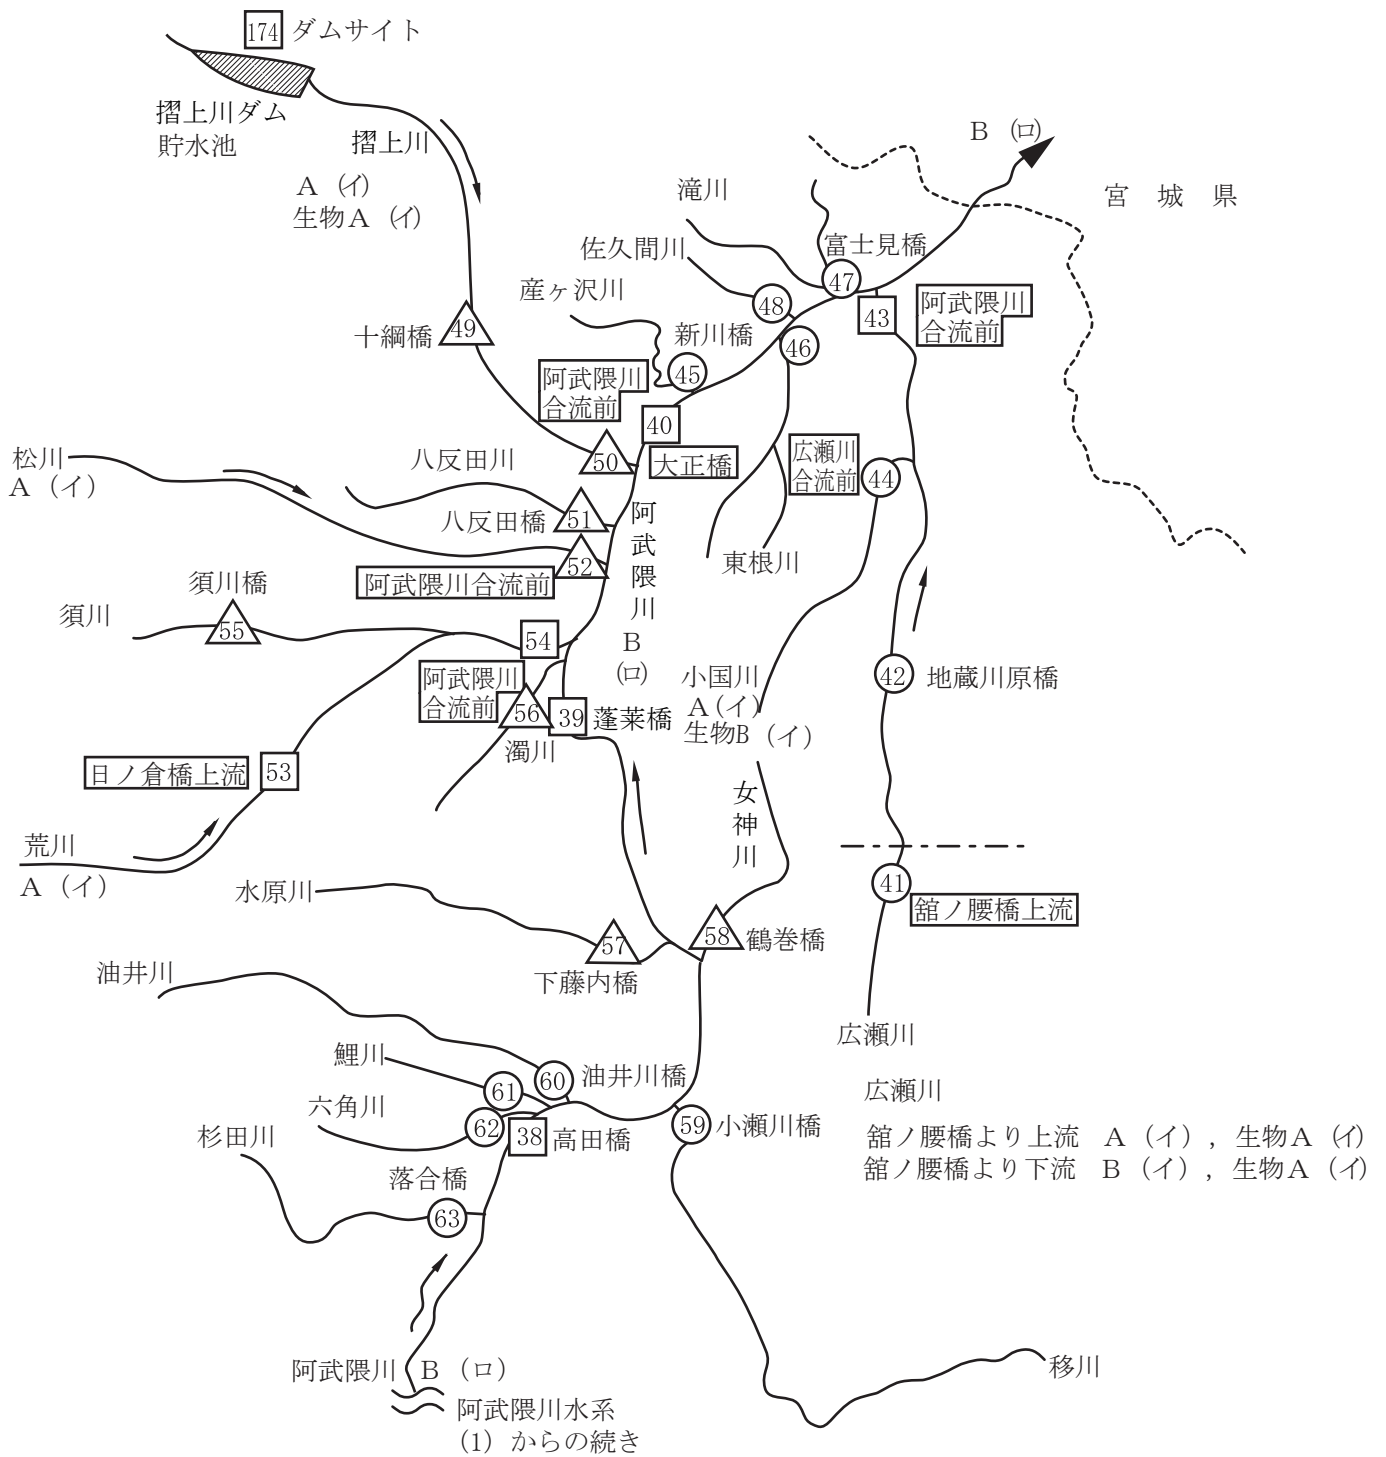 174 ダムサイト
摺上川ダム
貯水池
摺上川
A (イ)
生物A (イ)
B (ロ)
宮 城 県
滝川
富士見橋
佐久間川
47
産ヶ沢川
48
43
阿武隈川
合流前
新川橋
46
十綱橋
49
阿武隈川
合流前
45
40
大正橋
松川
A (イ)
八反田川
50
広瀬川
合流前
44
八反田橋
51
阿武隈川
B
(ロ)
52
阿武隈川合流前
東根川
須川橋
須川
55
54
阿武隈川
合流前
56
39
蓬莱橋
濁川
小国川
A (イ)
生物B (イ)
42
地蔵川原橋
日ノ倉橋上流
53
女神川
荒川
A (イ)
水原川
41
舘ノ腰橋上流
57
下藤内橋
58
鶴巻橋
油井川
広瀬川
鯉川
61
60
油井川橋
六角川
62
38
高田橋
59
小瀬川橋
杉田川
落合橋
63
広瀬川
舘ノ腰橋より上流 A (イ), 生物A (イ)
舘ノ腰橋より下流 B (イ), 生物A (イ)
阿武隈川 B (ロ)
移川
阿武隈川水系
(1) からの続き